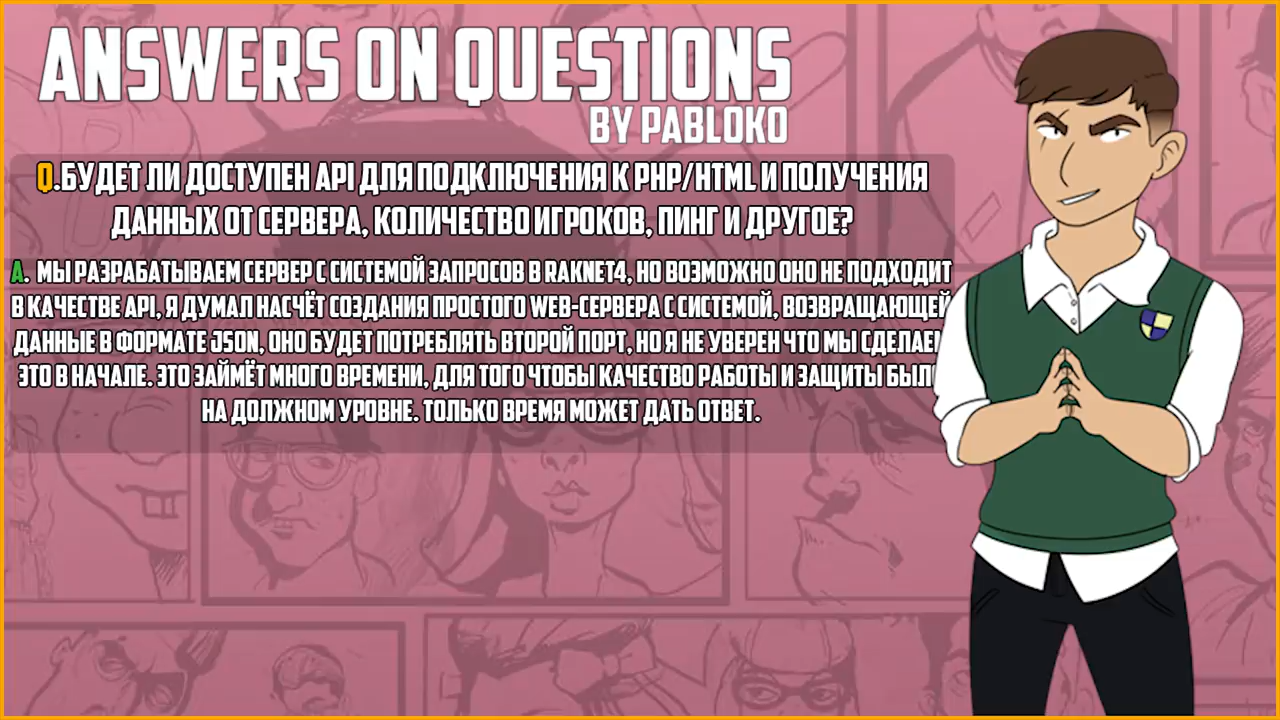 ANSWERS ON QUESTIONS
BY PABLOKO
Q.БУДЕТ ЛИ ДОСТУПЕН API ДЛЯ ПОДКЛЮЧЕНИЯ К PHP/HTML И ПОЛУЧЕНИЯ
ДАННЫХ ОТ СЕРВЕРА, КОЛИЧЕСТВО ИГРОКОВ, ПИНГ И ДРУГОЕ?
A. МЫ РАЗРАБАТЫВАЕМ СЕРВЕР С СИСТЕМОЙ ЗАПРОСОВ В RAKNET4, НО ВОЗМОЖНО ОНО НЕ ПОДХОДИТ
В КАЧЕСТВЕ API, Я ДУМАЛ НАСЧЁТ СОЗДАНИЯ ПРОСТОГО WEB-СЕРВЕРА С СИСТЕМОЙ, ВОЗВРАЩАЮЩЕЙ
ДАННЫЕ В ФОРМАТЕ JSON, ОНО БУДЕТ ПОТРЕБЛЯТЬ ВТОРОЙ ПОРТ, НО Я НЕ УВЕРЕН ЧТО МЫ СДЕЛАЕМ
ЭТО В НАЧАЛЕ. ЭТО ЗАЙМЁТ МНОГО ВРЕМЕНИ, ДЛЯ ТОГО ЧТОБЫ КАЧЕСТВО РАБОТЫ И ЗАЩИТЫ БЫЛО
НА ДОЛЖНОМ УРОВНЕ. ТОЛЬКО ВРЕМЯ МОЖЕТ ДАТЬ ОТВЕТ.